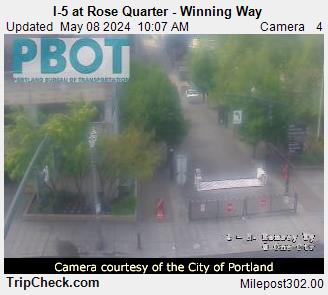 I-5 at Rose Quarter - Winning Way
Updated May 08 2024 10:07 AM Camera 4
PBOT
PORTLAND BUREAU OF TRANSPORTATION
Camera courtesy of the City of Portland
TripCheck.com Milepost302.00